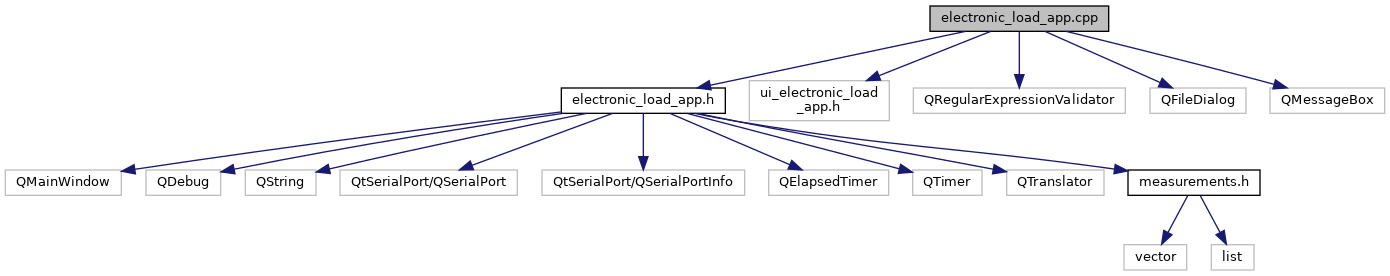 electronic_load_app.cpp
electronic_load_app.h
ui_electronic_load
_app.h
QRegularExpressionValidator
QFileDialog
QMessageBox
QMainWindow
QDebug
QString
QtSerialPort/QSerialPort
QtSerialPort/QSerialPortInfo
QElapsedTimer
QTimer
QTranslator
measurements.h
vector
list